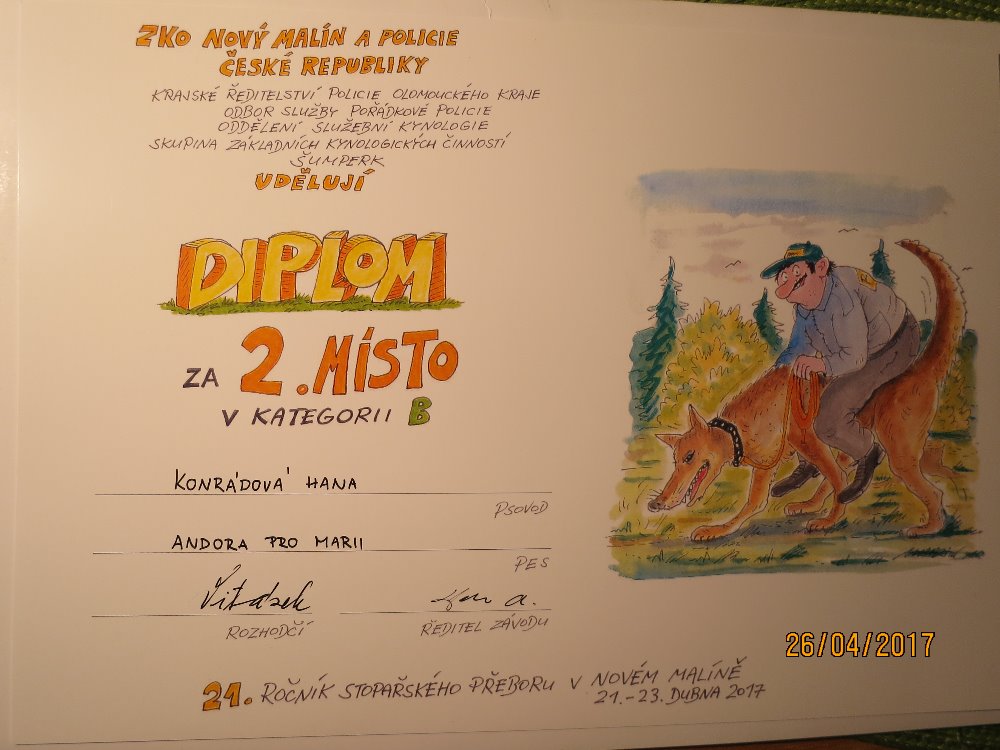 ZKO NOVÝ MALÍN A POLICIE
ČESKÉ REPUBLIKY
KRAJSKÉ ŘEDITELSTVÍ POLICIE OLOMOUCKÉHO KRAJE
ODBOR SLUŽBY POŘÁDKOVÉ POLICIE
ODDĚLENÍ SLUŽEBNÍ KYNOLOGIE
SKUPINA ZÁKLADNÍCH KYNOLOGICKÝCH ČINNOSTÍ
ŠUMPERK
UDĚLUJÍ
DIPLOM
ZA 2. MÍSTO
V KATEGORII B
KONRÁDOVÁ HANA
PSOVOD
ANDORA PRO MARII
PES
ROZHODČÍ
ŘEDITEL ZÁVODU
21. ROČNÍK STOPAŘSKÉHO PŘEBORU V NOVÉM MALÍNĚ
21.-23. DUBNA 2017
26/04/2017